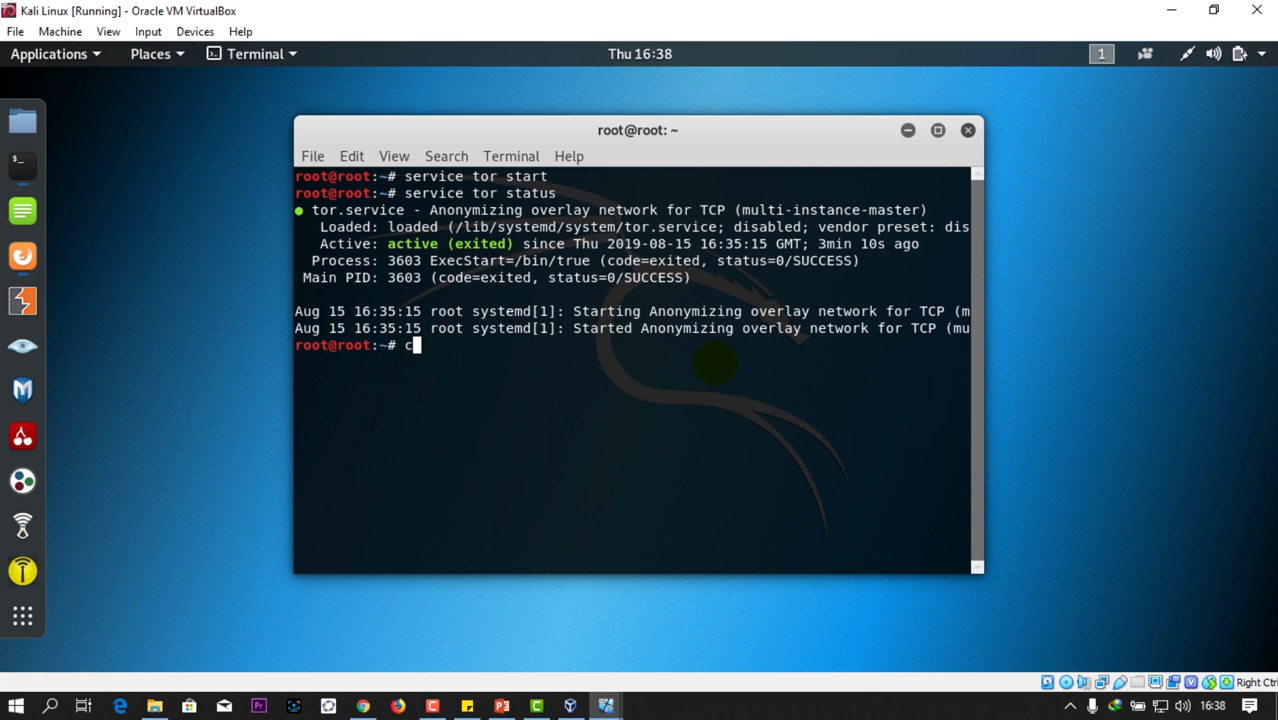 Kali Linux [Running] - Oracle VM VirtualBox
File Machine View Input Devices Help
Applications Places Terminal Thu 16:38 1
root@root: ~
File Edit View Search Terminal Help
root@root:~# service tor start
root@root:~# service tor status
● tor.service - Anonymizing overlay network for TCP (multi-instance-master)
Loaded: loaded (/lib/systemd/system/tor.service; disabled; vendor preset: dis
Active: active (exited) since Thu 2019-08-15 16:35:15 GMT; 3min 10s ago
Process: 3603 ExecStart=/bin/true (code=exited, status=0/SUCCESS)
Main PID: 3603 (code=exited, status=0/SUCCESS)
Aug 15 16:35:15 root systemd[1]: Starting Anonymizing overlay network for TCP (m
Aug 15 16:35:15 root systemd[1]: Started Anonymizing overlay network for TCP (mu
root@root:~# c
Right Ctrl
16:38